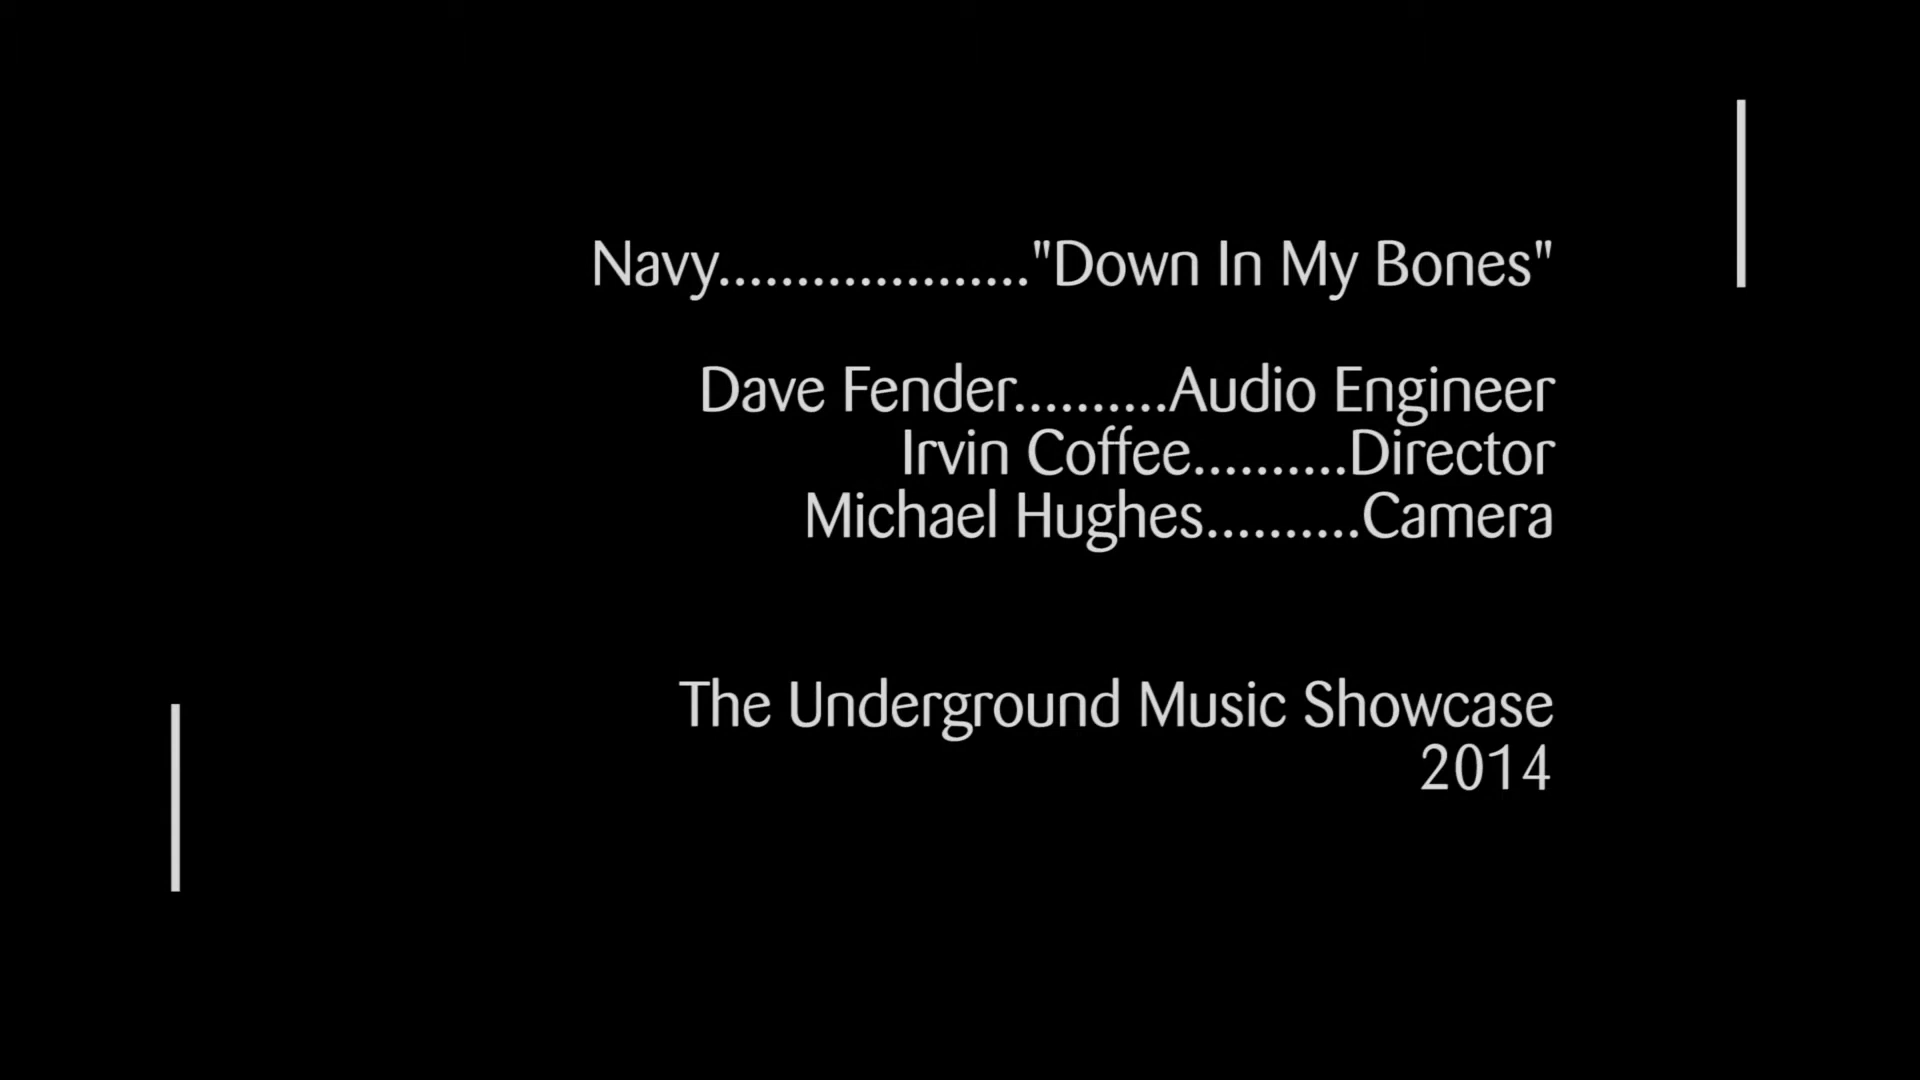 Navy....................."Down In My Bones"
Dave Fender..........Audio Engineer
Irvin Coffee..........Director
Michael Hughes..........Camera
The Underground Music Showcase
2014